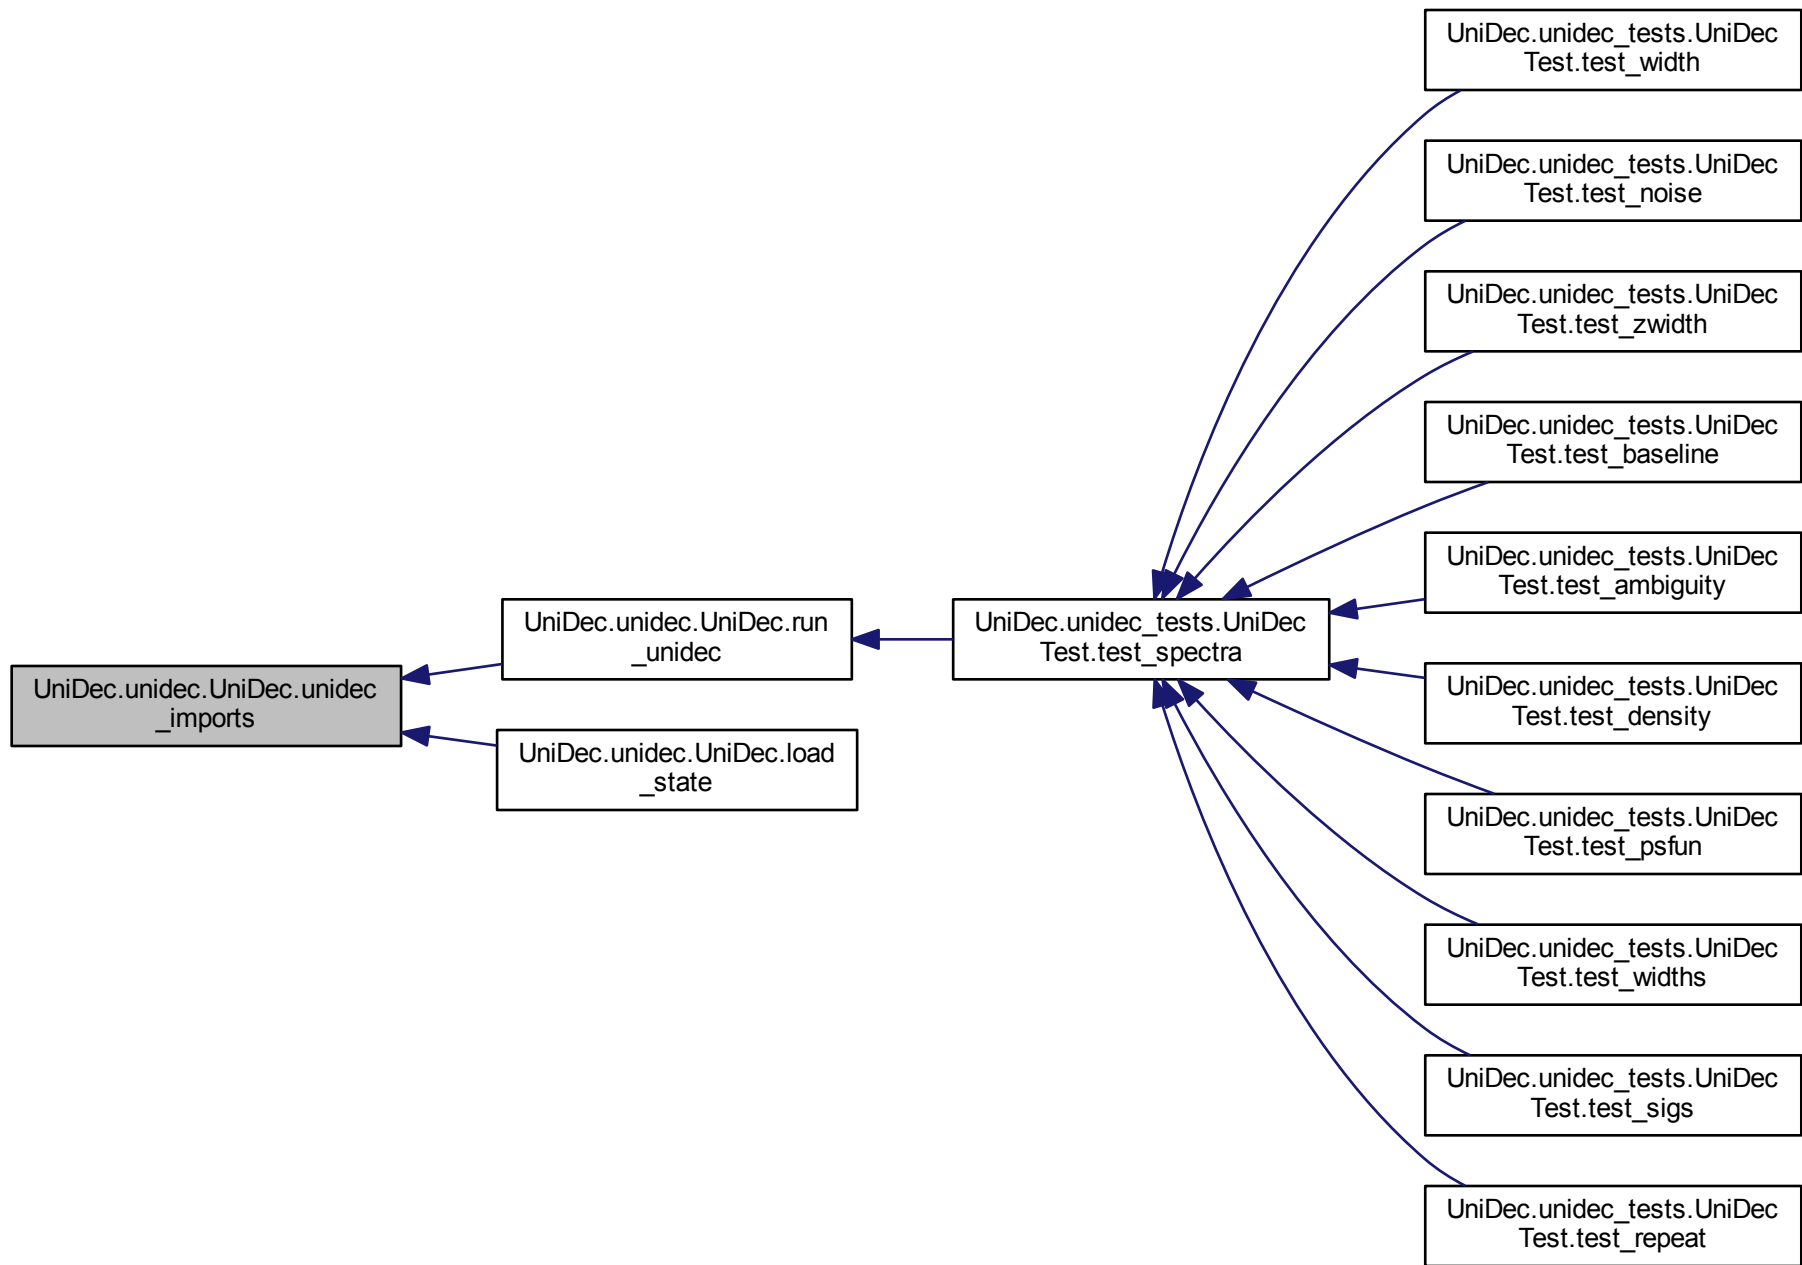 UniDec.unidec_tests.UniDec
Test.test_width
UniDec.unidec_tests.UniDec
Test.test_noise
UniDec.unidec_tests.UniDec
Test.test_zwidth
UniDec.unidec_tests.UniDec
Test.test_baseline
UniDec.unidec_tests.UniDec
Test.test_ambiguity
UniDec.unidec.UniDec.run
_unidec
UniDec.unidec_tests.UniDec
Test.test_spectra
UniDec.unidec.UniDec.unidec
_imports
UniDec.unidec_tests.UniDec
Test.test_density
UniDec.unidec.UniDec.load
_state
UniDec.unidec_tests.UniDec
Test.test_psfun
UniDec.unidec_tests.UniDec
Test.test_widths
UniDec.unidec_tests.UniDec
Test.test_sigs
UniDec.unidec_tests.UniDec
Test.test_repeat